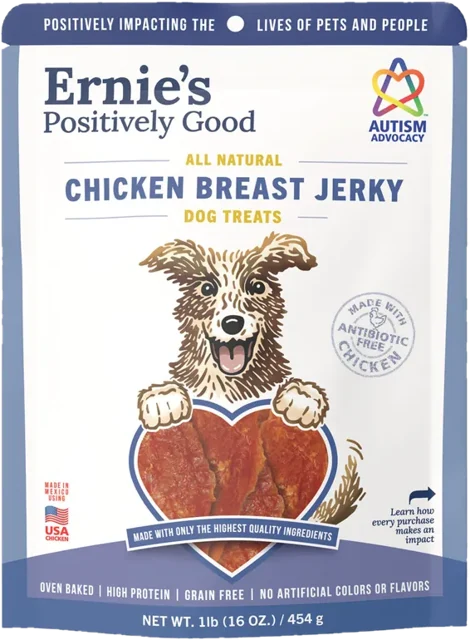 POSITIVELY IMPACTING THE LIVES OF PETS AND PEOPLE
Ernie's
Positively Good
AUTISM
ADVOCACY
ALL NATURAL
CHICKEN BREAST JERKY
DOG TREATS
MADE WITH
ANTIBIOTIC
FREE
CHICKEN
MADE IN
MEXICO
USING
USA
CHICKEN
Learn how
every purchase
makes an
impact
MADE WITH ONLY THE HIGHEST QUALITY INGREDIENTS
OVEN BAKED | HIGH PROTEIN | GRAIN FREE | NO ARTIFICIAL COLORS OR FLAVORS
NET WT. 1lb (16 OZ.) / 454 g